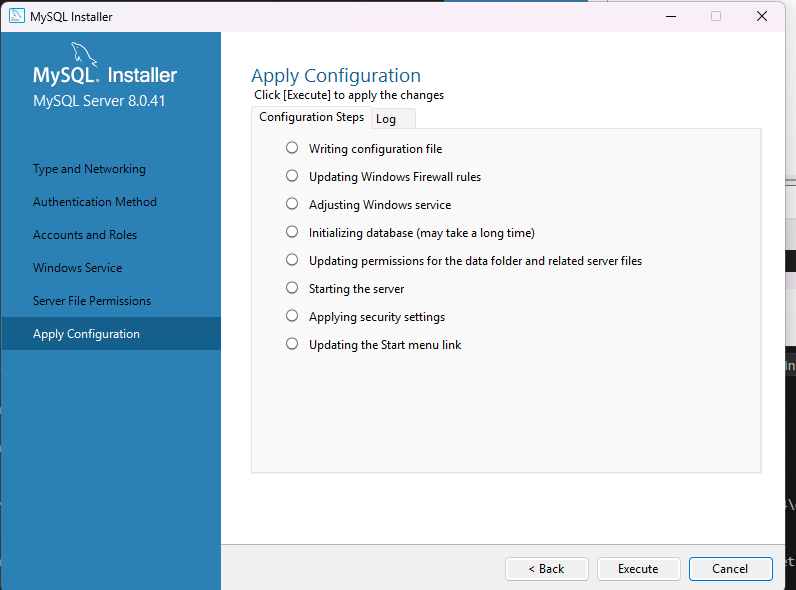 MySQL Installer
MySQL. Installer
MySQL Server 8.0.41
Type and Networking
Authentication Method
Accounts and Roles
Windows Service
Server File Permissions
Apply Configuration
Apply Configuration
Click [Execute] to apply the changes
Configuration Steps
Log
Writing configuration file
Updating Windows Firewall rules
Adjusting Windows service
Initializing database (may take a long time)
Updating permissions for the data folder and related server files
Starting the server
Applying security settings
Updating the Start menu link
< Back
Execute
Cancel